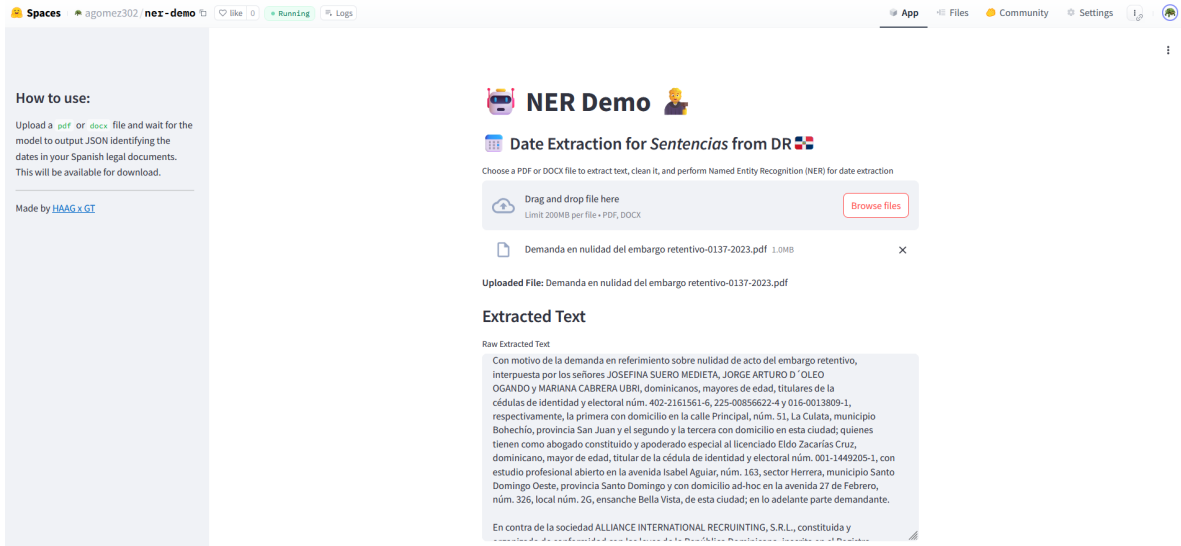 Spaces agomez302/ner-demo like 0 Running Logs App Files Community Settings
How to use:
Upload a pdf or docx file and wait for the
model to output JSON identifying the
dates in your Spanish legal documents.
This will be available for download.
Made by HAAG x GT
NER Demo
Date Extraction for Sentencias from DR
Choose a PDF or DOCX file to extract text, clean it, and perform Named Entity Recognition (NER) for date extraction
Drag and drop file here
Limit 200MB per file • PDF, DOCX
Browse files
Demanda en nulidad del embargo retentivo-0137-2023.pdf 1.0MB
Uploaded File: Demanda en nulidad del embargo retentivo-0137-2023.pdf
Extracted Text
Raw Extracted Text
Con motivo de la demanda en referimiento sobre nulidad de acto del embargo retentivo,
interpuesta por los señores JOSEFINA SUERO MEDIETA, JORGE ARTURO D´OLEO
OGANDO y MARIANA CABRERA UBRI, dominicanos, mayores de edad, titulares de la
cédulas de identidad y electoral núm. 402-2161561-6, 225-00856622-4 y 016-0013809-1,
respectivamente, la primera con domicilio en la calle Principal, núm. 51, La Culata, municipio
Bohechío, provincia San Juan y el segundo y la tercera con domicilio en esta ciudad; quienes
tienen como abogado constituido y apoderado especial al licenciado Eldo Zacarías Cruz,
dominicano, mayor de edad, titular de la cédula de identidad y electoral núm. 001-1449205-1, con
estudio profesional abierto en la avenida Isabel Aguiar, núm. 163, sector Herrera, municipio Santo
Domingo Oeste, provincia Santo Domingo y con domicilio ad-hoc en la avenida 27 de Febrero,
núm. 326, local núm. 2G, ensanche Bella Vista, de esta ciudad; en lo adelante parte demandante.
En contra de la sociedad ALLIANCE INTERNATIONAL RECRUINTING, S.R.L., constituida y